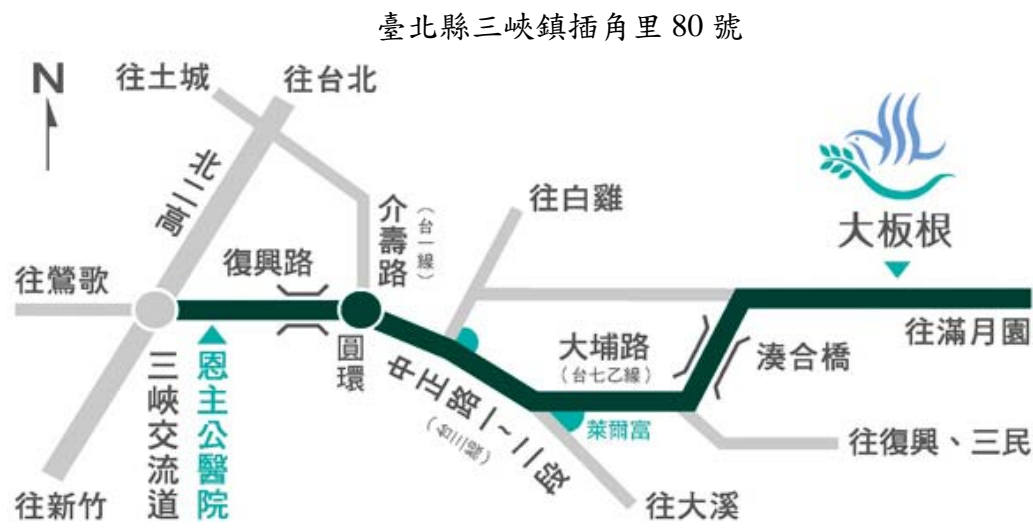 臺北縣三峽鎮插角里 80 號
N
往土城
往台北
北二高
介壽路
(台一線)
往白雞
大板根
往鶯歌
復興路
圓環
三峽交流道
恩主公醫院
中正路一~二段
(台三線)
大埔路
(台七乙線)
湊合橋
往滿月園
萊爾富
往復興、三民
往新竹
往大溪